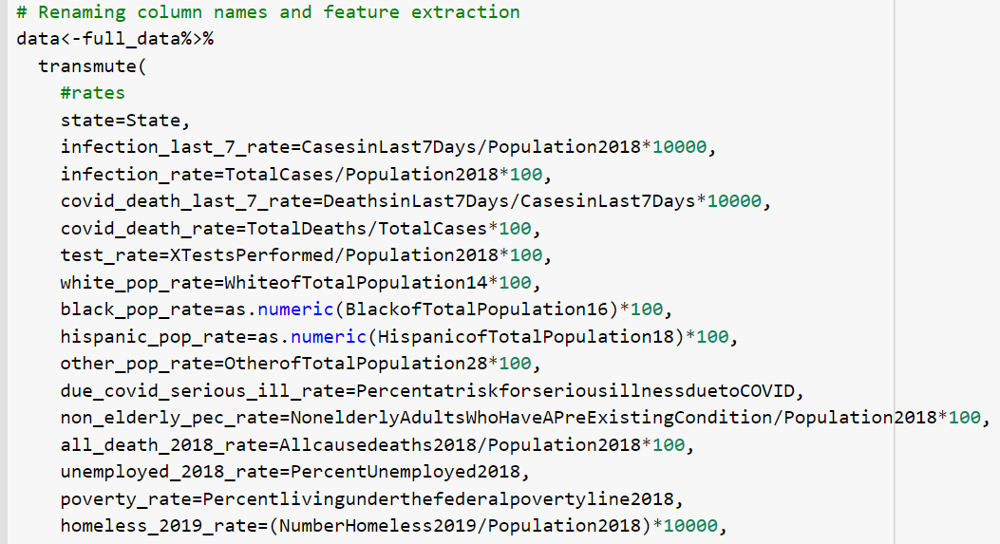 # Renaming column names and feature extraction
data<-full_data%>%
  transmute(
    #rates
    state=State,
    infection_last_7_rate=CasesinLast7Days/Population2018*10000,
    infection_rate=TotalCases/Population2018*100,
    covid_death_last_7_rate=DeathsinLast7Days/CasesinLast7Days*10000,
    covid_death_rate=TotalDeaths/TotalCases*100,
    test_rate=XTestsPerformed/Population2018*100,
    white_pop_rate=WhiteofTotalPopulation14*100,
    black_pop_rate=as.numeric(BlackofTotalPopulation16)*100,
    hispanic_pop_rate=as.numeric(HispanicofTotalPopulation18)*100,
    other_pop_rate=OtherofTotalPopulation28*100,
    due_covid_serious_ill_rate=PercentatriskforseriousillnessduetoCOVID,
    non_elderly_pec_rate=NonelderlyAdultsWhoHaveAPreExistingCondition/Population2018*100,
    all_death_2018_rate=Allcausedeaths2018/Population2018*100,
    unemployed_2018_rate=PercentUnemployed2018,
    poverty_rate=Percentlivingunderthefederalpovertyline2018,
    homeless_2019_rate=(NumberHomeless2019/Population2018)*10000,